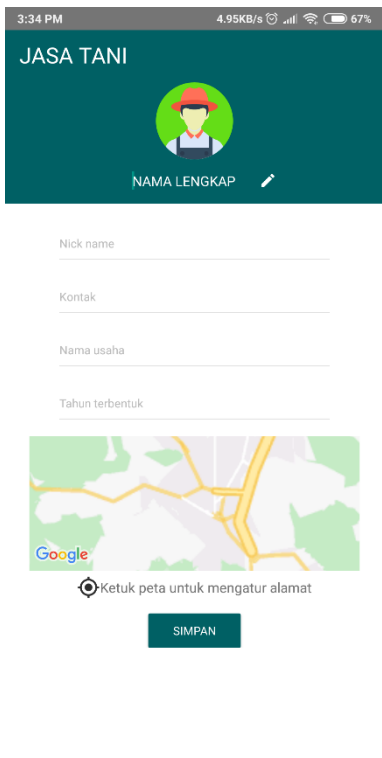 3:34 PM 4.95KB/s 67%
JASA TANI
NAMA LENGKAP
Nick name
Kontak
Nama usaha
Tahun terbentuk
Google
Ketuk peta untuk mengatur alamat
SIMPAN